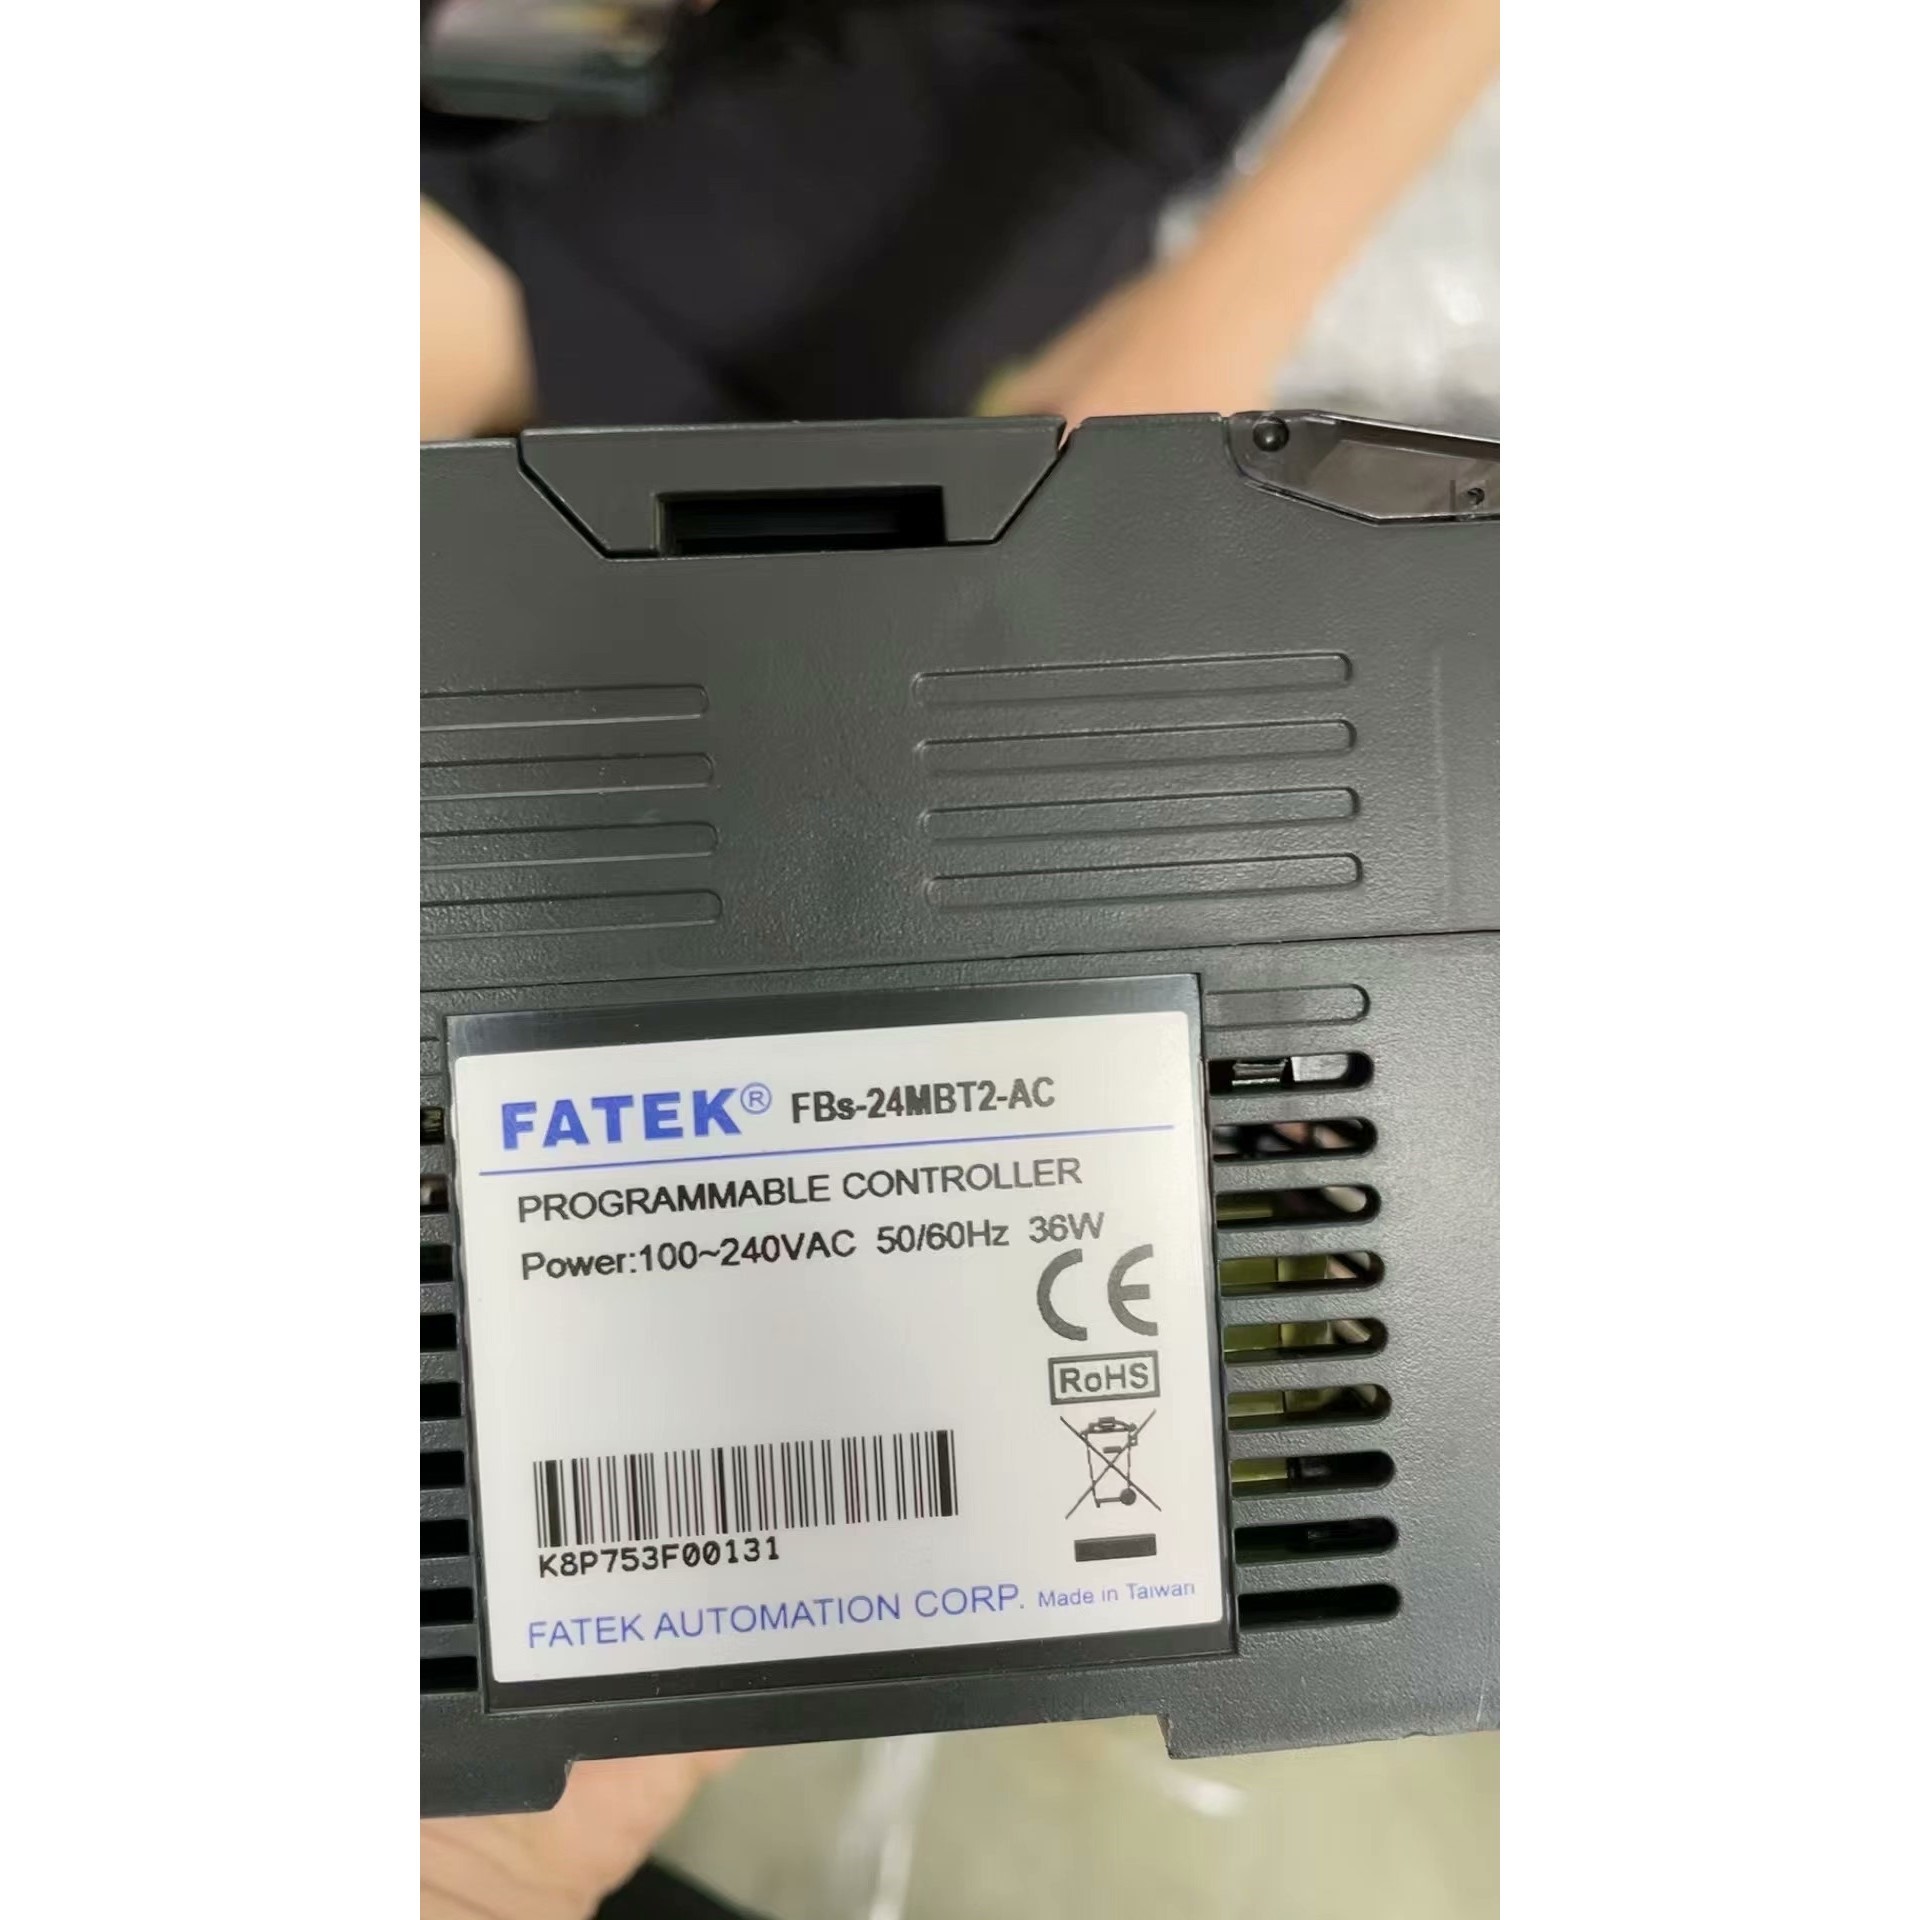 FATEK® FBs-24MBT2-AC
PROGRAMMABLE CONTROLLER
Power:100~240VAC 50/60Hz 36W
CE
RoHS
K8P753F00131
FATEK AUTOMATION CORP. Made in Taiwan